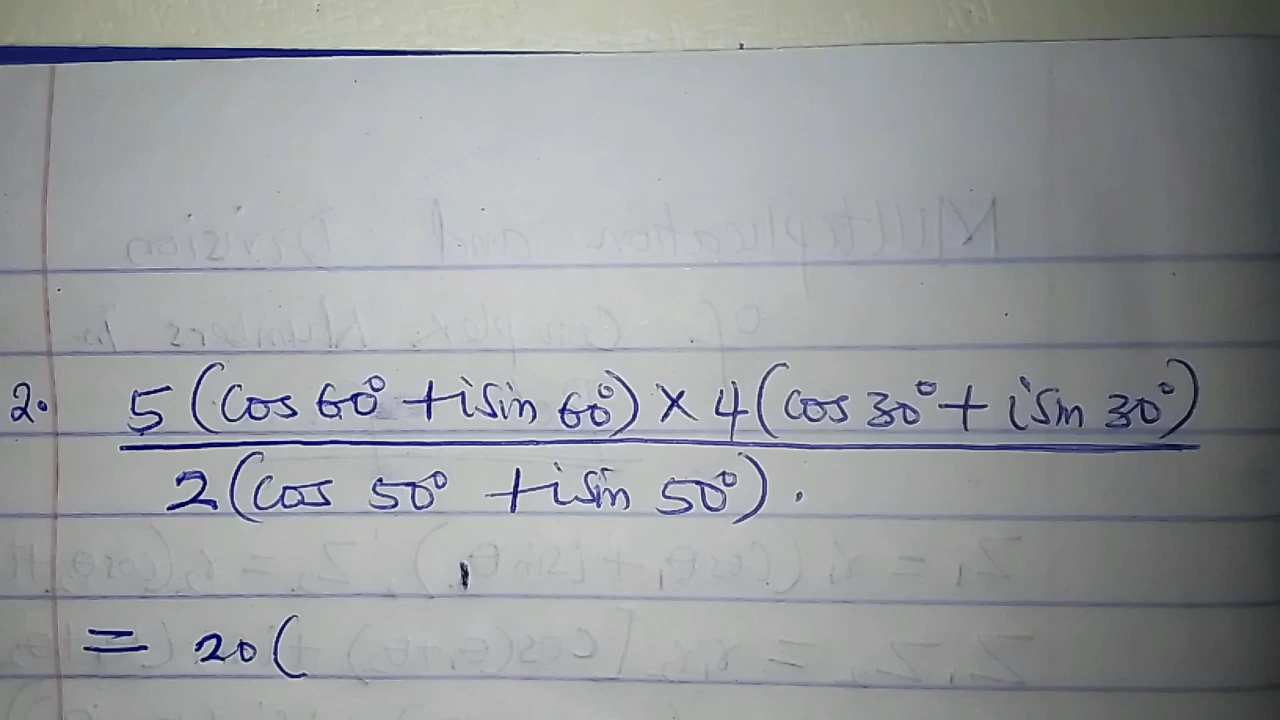 2. 5(cos 60° + i sin 60°) × 4(cos 30° + i sin 30°)
2(cos 50° + i sin 50°).
= 20(